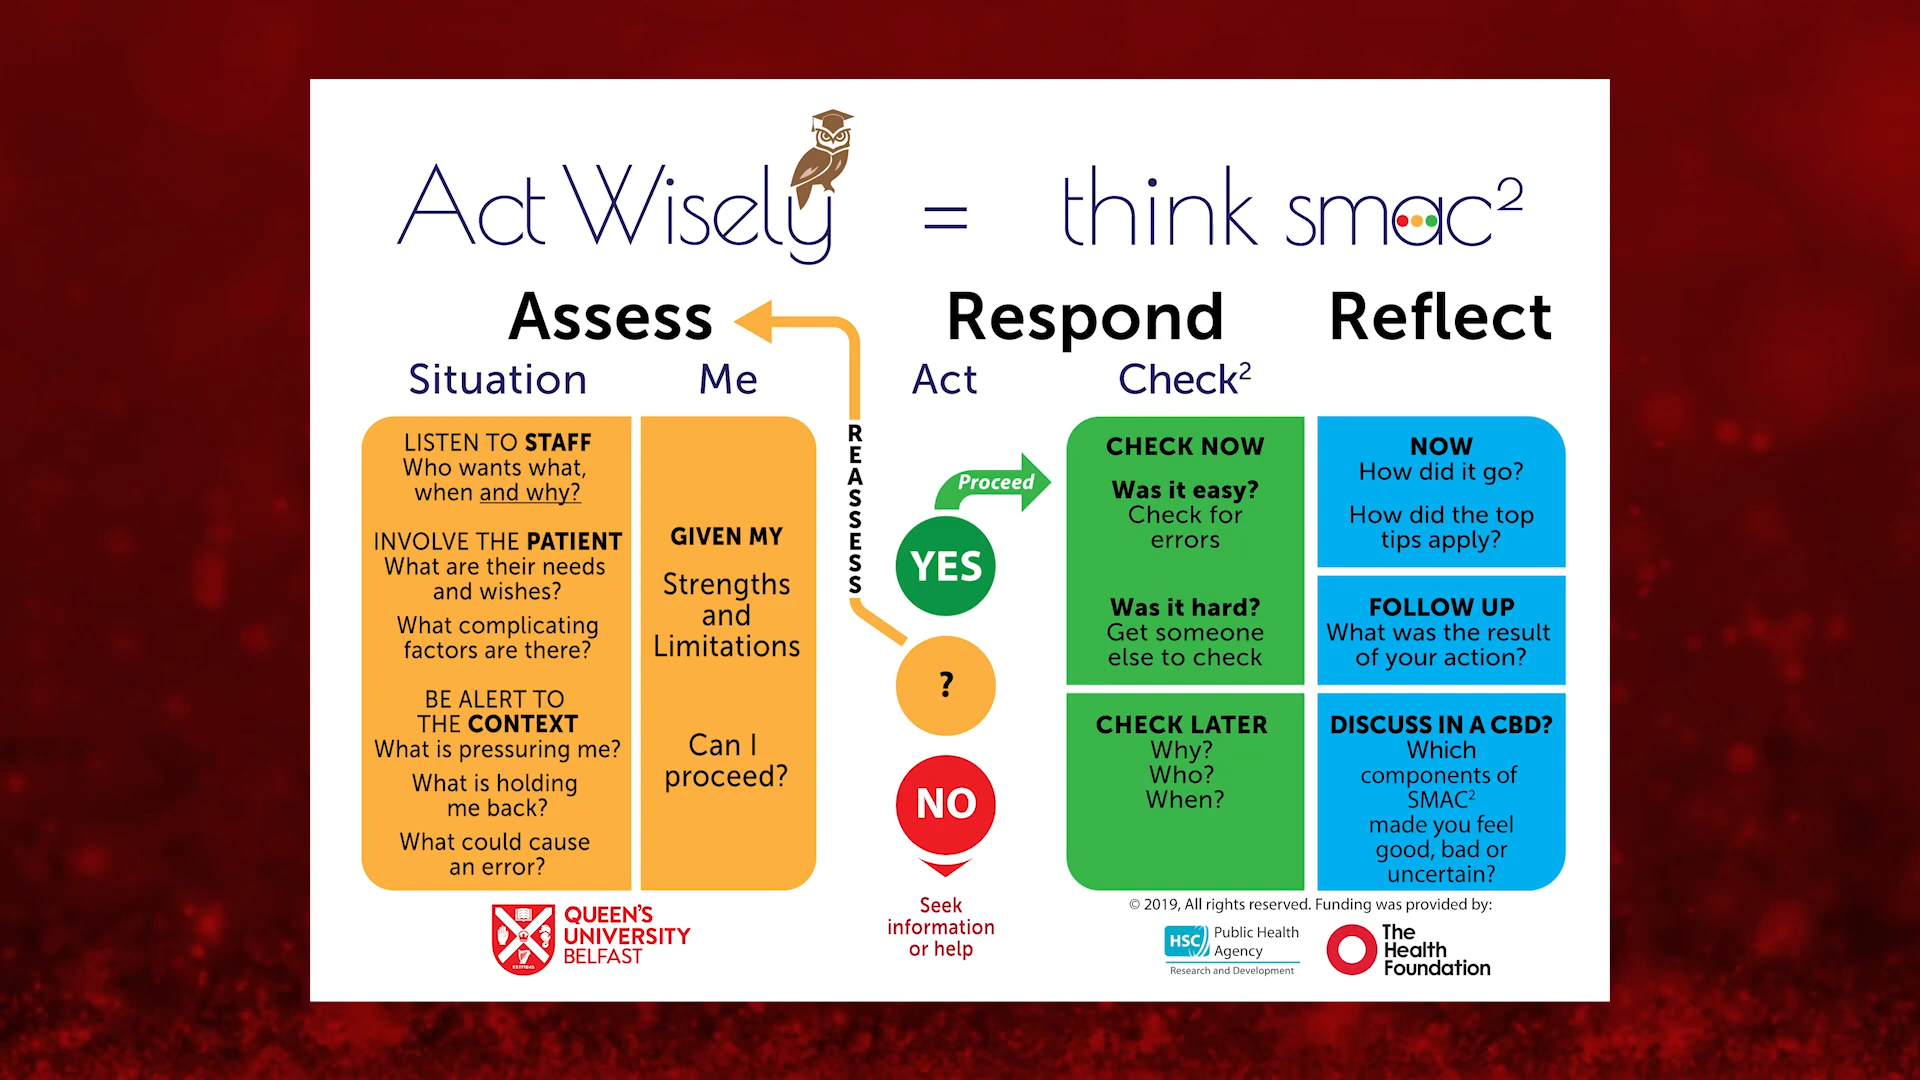 Act Wisely = think smac²
Assess
Respond
Reflect
Situation
Me
Act
Check²
LISTEN TO STAFF
Who wants what,
when and why?
INVOLVE THE PATIENT
What are their needs
and wishes?
What complicating
factors are there?
BE ALERT TO
THE CONTEXT
What is pressuring me?
What is holding
me back?
What could cause
an error?
GIVEN MY
Strengths
and
Limitations
Can I
proceed?
REASSESS
Proceed
YES
?
NO
Seek
information
or help
CHECK NOW
Was it easy?
Check for
errors
Was it hard?
Get someone
else to check
CHECK LATER
Why?
Who?
When?
NOW
How did it go?
How did the top
tips apply?
FOLLOW UP
What was the result
of your action?
DISCUSS IN A CBD?
Which
components of
SMAC²
made you feel
good, bad or
uncertain?
QUEEN'S
UNIVERSITY
BELFAST
© 2019, All rights reserved. Funding was provided by:
HSC Public Health
Agency
Research and Development
The
Health
Foundation